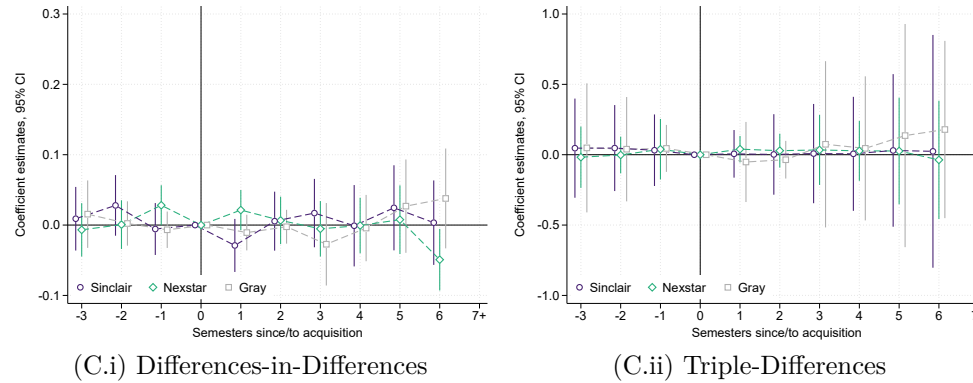 Coefficient estimates, 95% CI
0.3
0.2
0.1
0.0
-0.1
Sinclair Nexstar Gray
-3 -2 -1 0 1 2 3 4 5 6 7+
Semesters since/to acquisition
(C.i) Differences-in-Differences
Coefficient estimates, 95% CI
1.0
0.5
0.0
-0.5
-1.0
Sinclair Nexstar Gray
-3 -2 -1 0 1 2 3 4 5 6
Semesters since/to acquisition
(C.ii) Triple-Differences